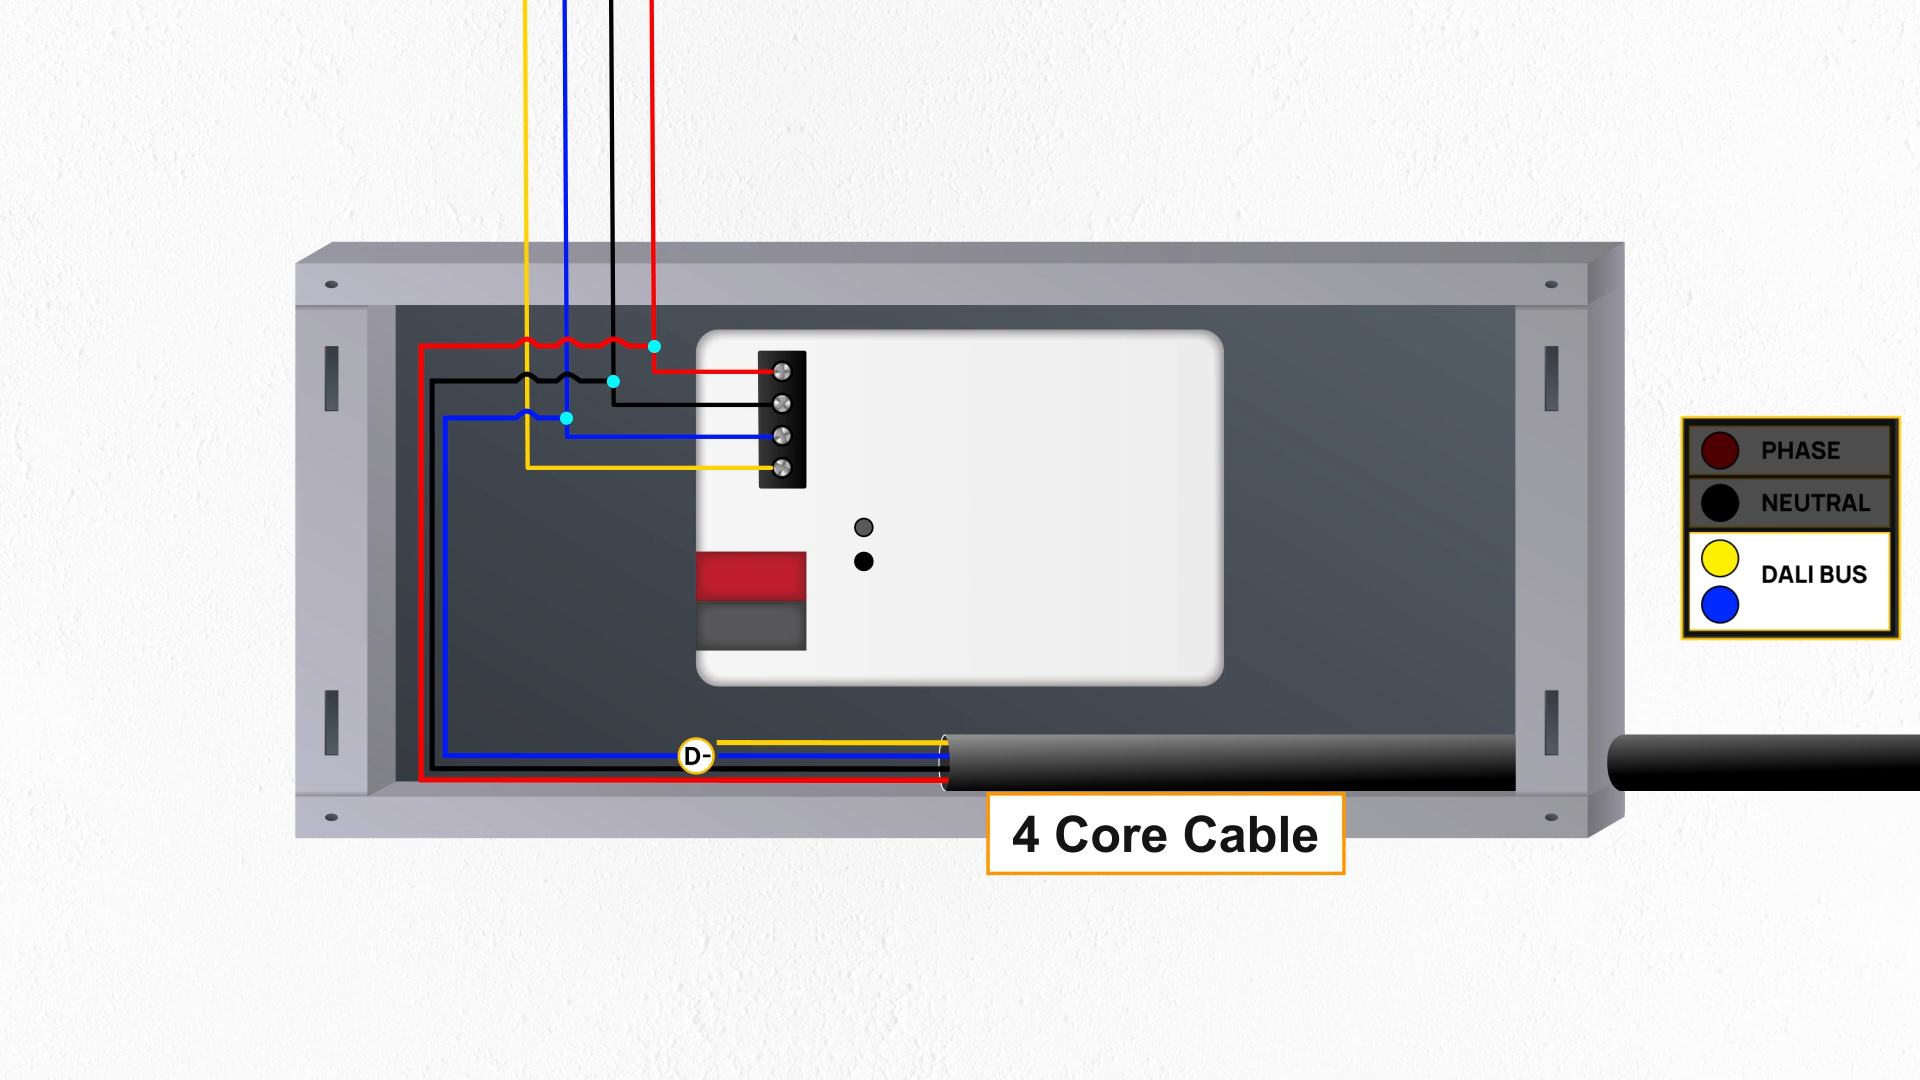 PHASE
NEUTRAL
DALI BUS
D-
4 Core Cable